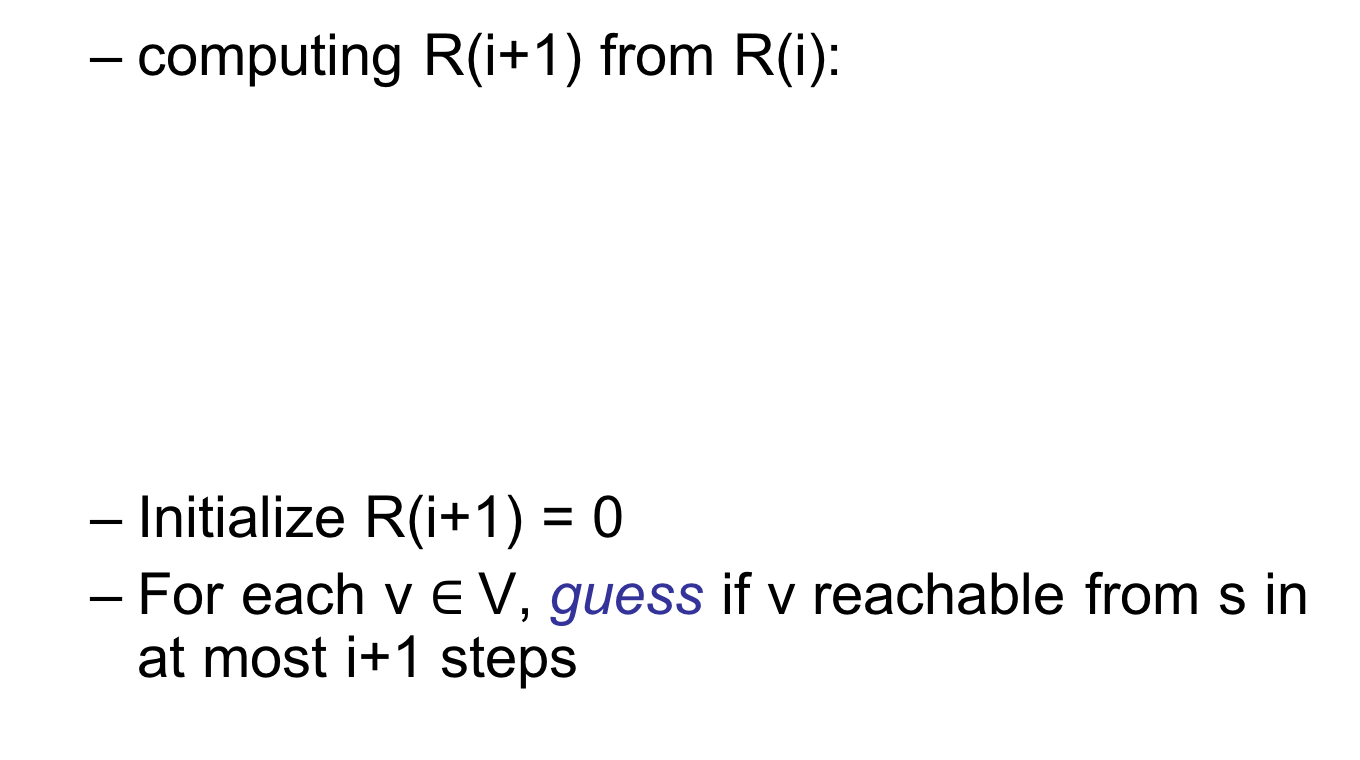 – computing R(i+1) from R(i):
– Initialize R(i+1) = 0
– For each v ∈ V, guess if v reachable from s in
at most i+1 steps